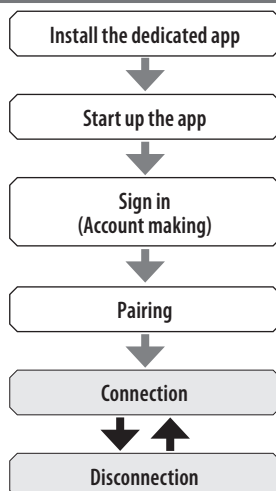 Install the dedicated app
Start up the app
Sign in
(Account making)
Pairing
Connection
Disconnection